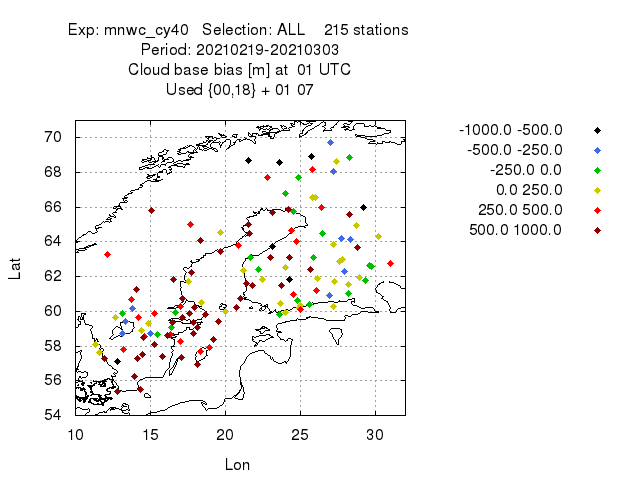 Exp: mnwc_cy40 Selection: ALL 215 stations
Period: 20210219-20210303
Cloud base bias [m] at 01 UTC
Used {00,18} + 01 07
-1000.0 -500.0
-500.0 -250.0
-250.0 0.0
0.0 250.0
250.0 500.0
500.0 1000.0
Lat
70
68
66
64
62
60
58
56
54
10 15 20 25 30
Lon